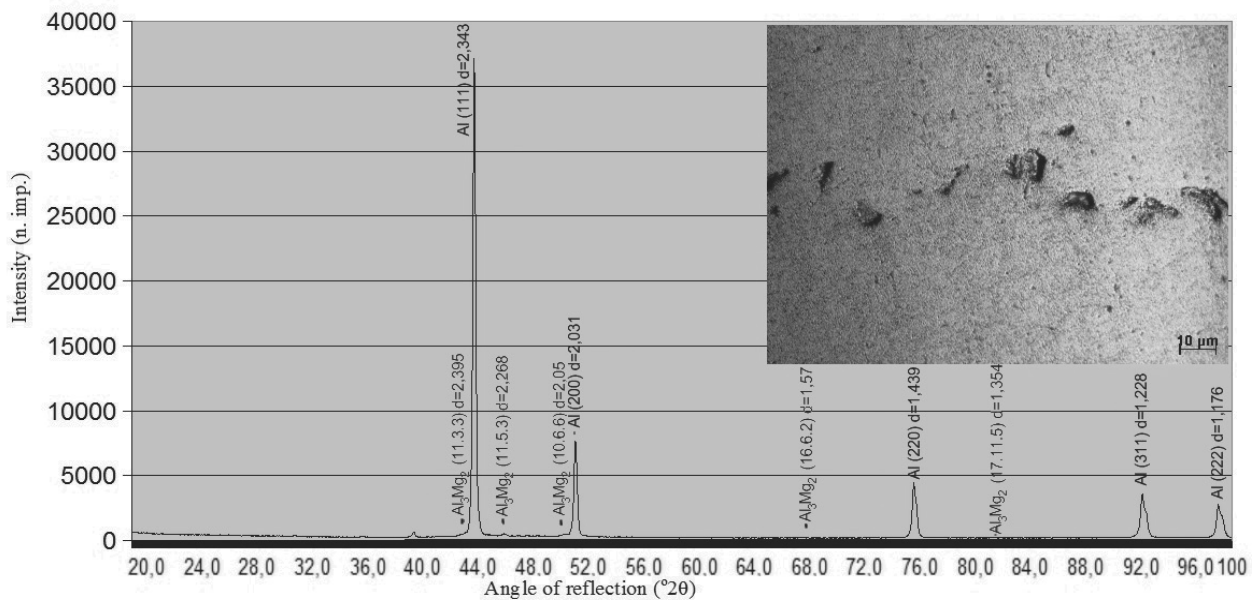 40000
35000
30000
25000
20000
15000
10000
5000
0
Intensity (n. imp.)
Al₃Mg₂ (11.3.3) d=2,395
Al (111) d=2,343
Al₃Mg₂ (11.5.3) d=2,268
Al₃Mg₂ (10.6.6) d=2,05
Al (200) d=2,031
Al₃Mg₂ (16.6.2) d=1,57
Al (220) d=1,439
Al₃Mg₂ (17.11.5) d=1,354
Al (311) d=1,228
Al (222) d=1,176
10 µm
20,0 24,0 28,0 32,0 36,0 40,0 44,0 48,0 52,0 56,0 60,0 64,0 68,0 72,0 76,0 80,0 84,0 88,0 92,0 96,0 100
Angle of reflection (°2θ)